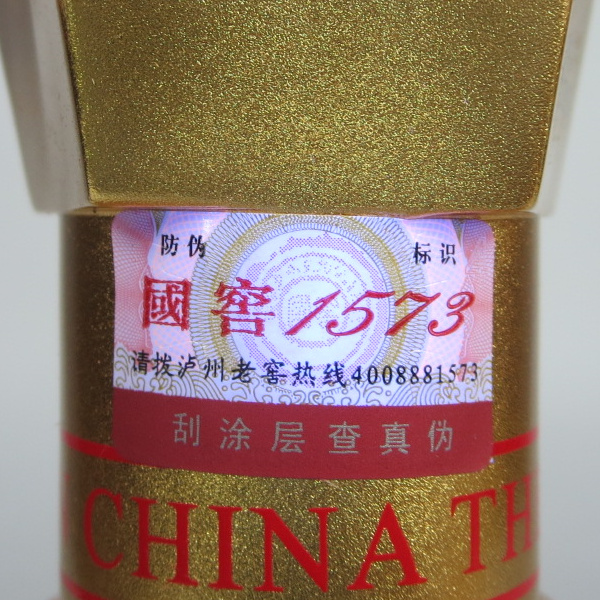 防伪 标识
國窖1573
请拨泸州老窖热线4008881573
刮涂层查真伪
CHINA TH